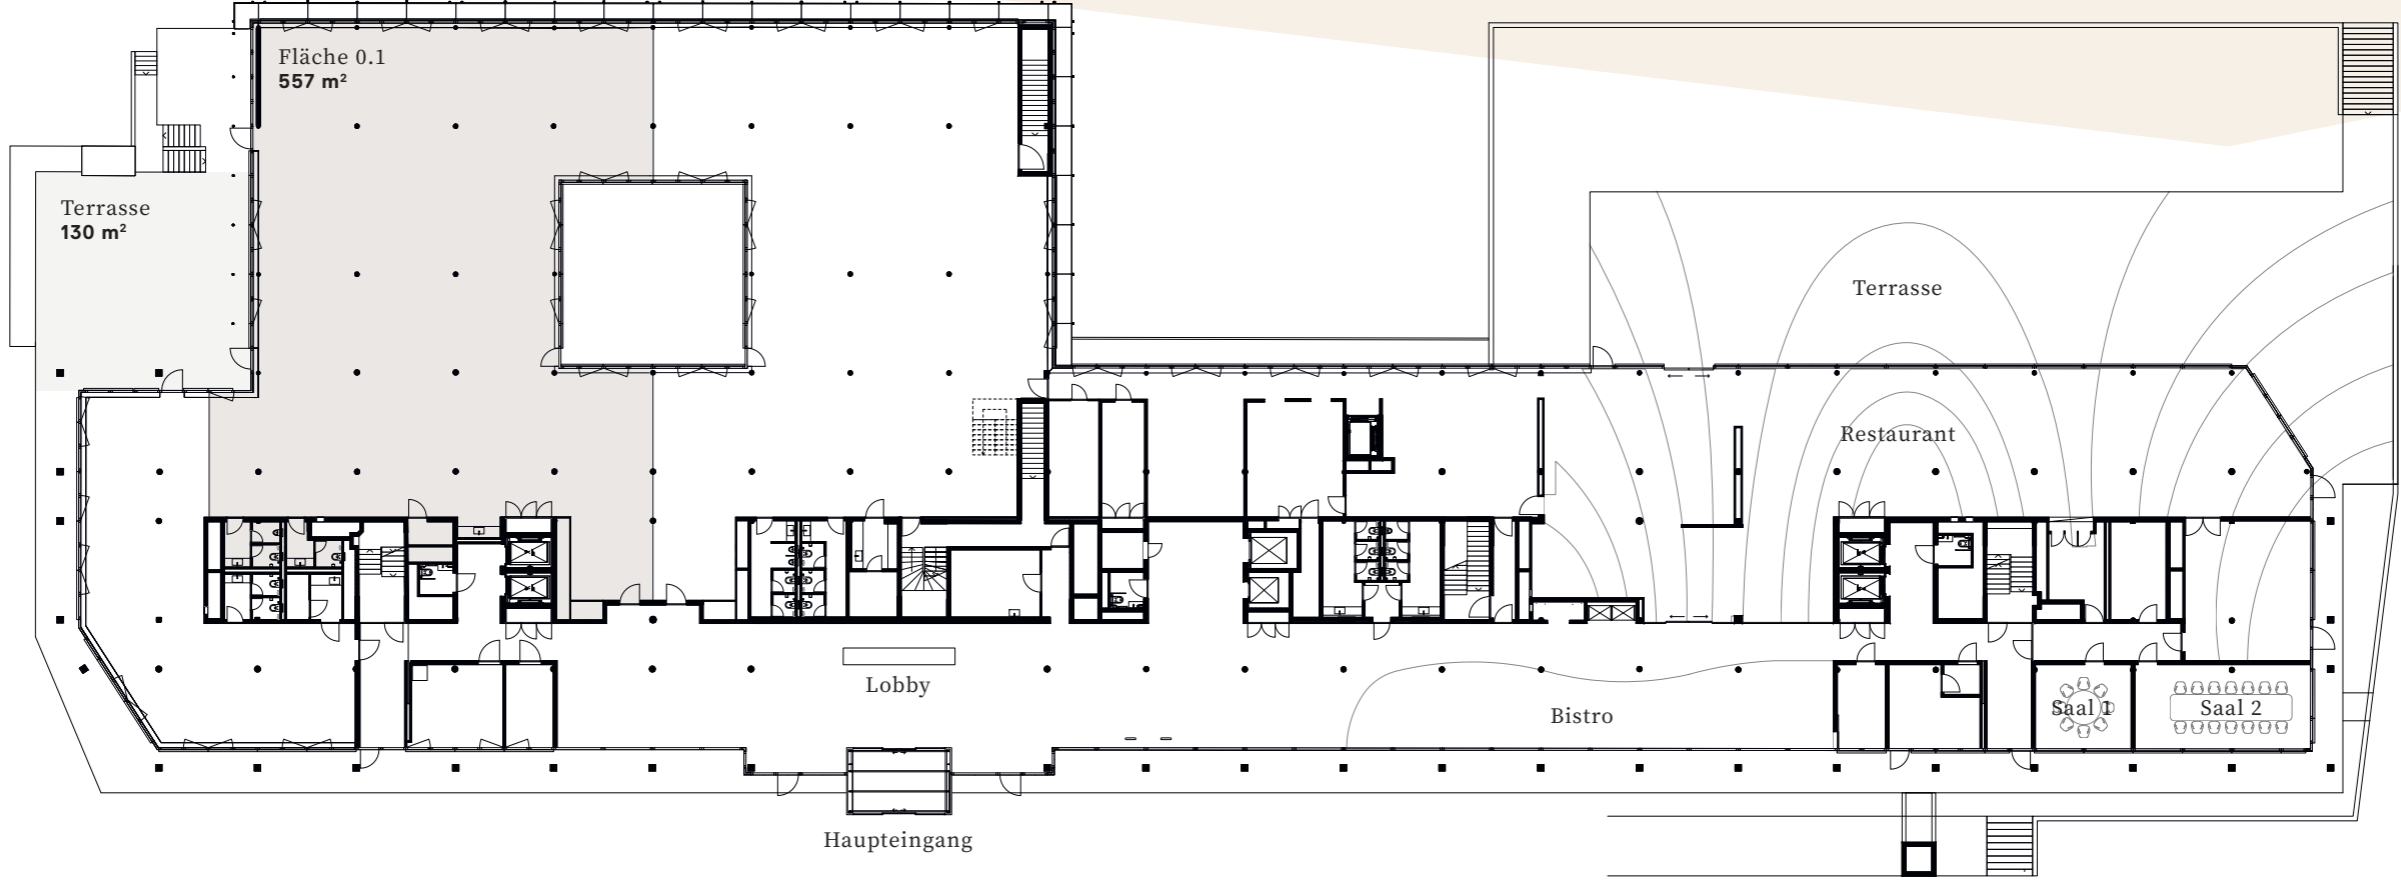 Fläche 0.1
557 m²
Terrasse
130 m²
Terrasse
Restaurant
Lobby
Bistro
Saal 1
Saal 2
Haupteingang